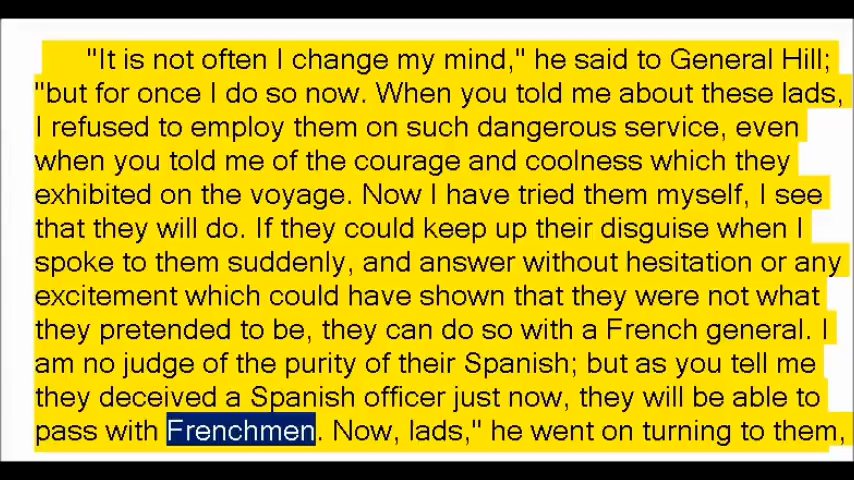 "It is not often I change my mind," he said to General Hill;
"but for once I do so now. When you told me about these lads,
I refused to employ them on such dangerous service, even
when you told me of the courage and coolness which they
exhibited on the voyage. Now I have tried them myself, I see
that they will do. If they could keep up their disguise when I
spoke to them suddenly, and answer without hesitation or any
excitement which could have shown that they were not what
they pretended to be, they can do so with a French general. I
am no judge of the purity of their Spanish; but as you tell me
they deceived a Spanish officer just now, they will be able to
pass with Frenchmen. Now, lads," he went on turning to them,